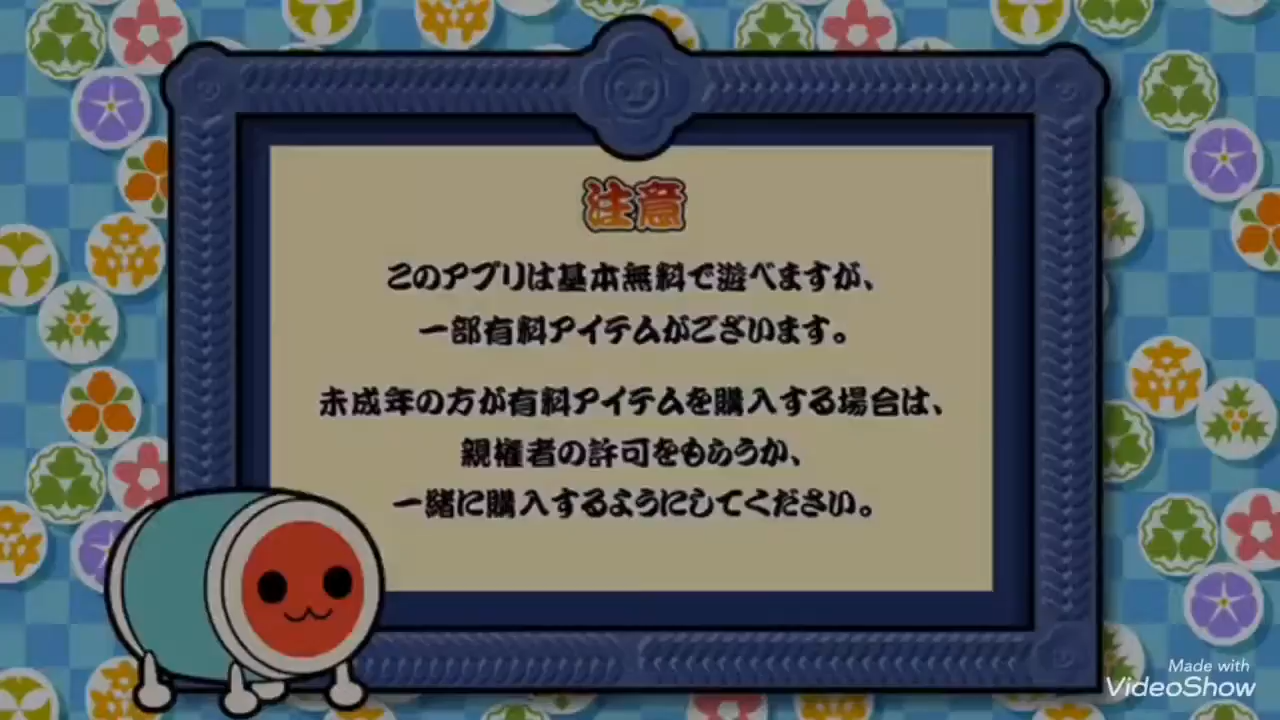 注意
このアプリは基本無料で遊べますが、
一部有料アイテムがございます。
未成年の方が有料アイテムを購入する場合は、
親権者の許可をもらうか、
一緒に購入するようにしてください。
Made with
VideoShow